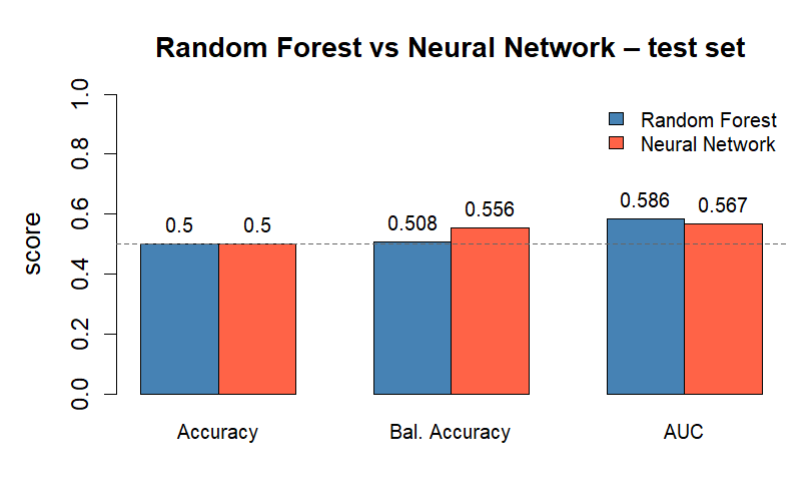 Random Forest vs Neural Network – test set
Random Forest
Neural Network
score
1.0
0.8
0.6
0.4
0.2
0.0
0.5
0.5
0.508
0.556
0.586
0.567
Accuracy
Bal. Accuracy
AUC